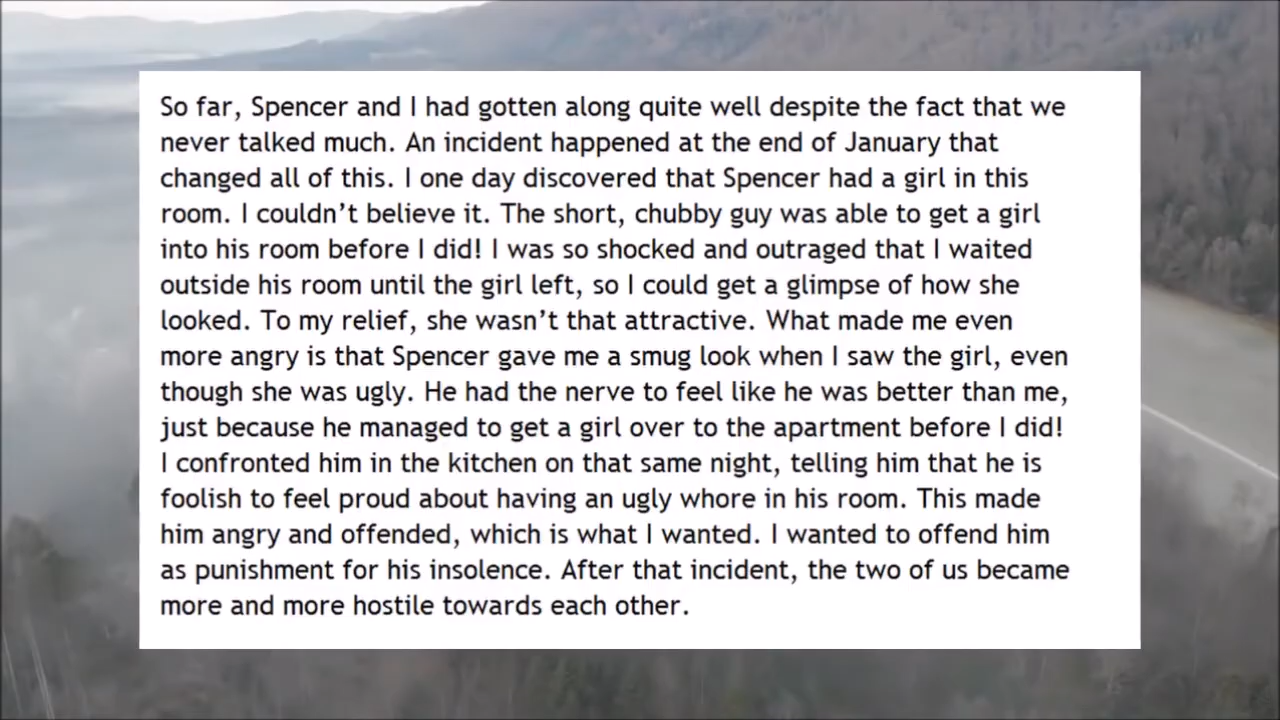 So far, Spencer and I had gotten along quite well despite the fact that we
never talked much. An incident happened at the end of January that
changed all of this. I one day discovered that Spencer had a girl in this
room. I couldn’t believe it. The short, chubby guy was able to get a girl
into his room before I did! I was so shocked and outraged that I waited
outside his room until the girl left, so I could get a glimpse of how she
looked. To my relief, she wasn’t that attractive. What made me even
more angry is that Spencer gave me a smug look when I saw the girl, even
though she was ugly. He had the nerve to feel like he was better than me,
just because he managed to get a girl over to the apartment before I did!
I confronted him in the kitchen on that same night, telling him that he is
foolish to feel proud about having an ugly whore in his room. This made
him angry and offended, which is what I wanted. I wanted to offend him
as punishment for his insolence. After that incident, the two of us became
more and more hostile towards each other.